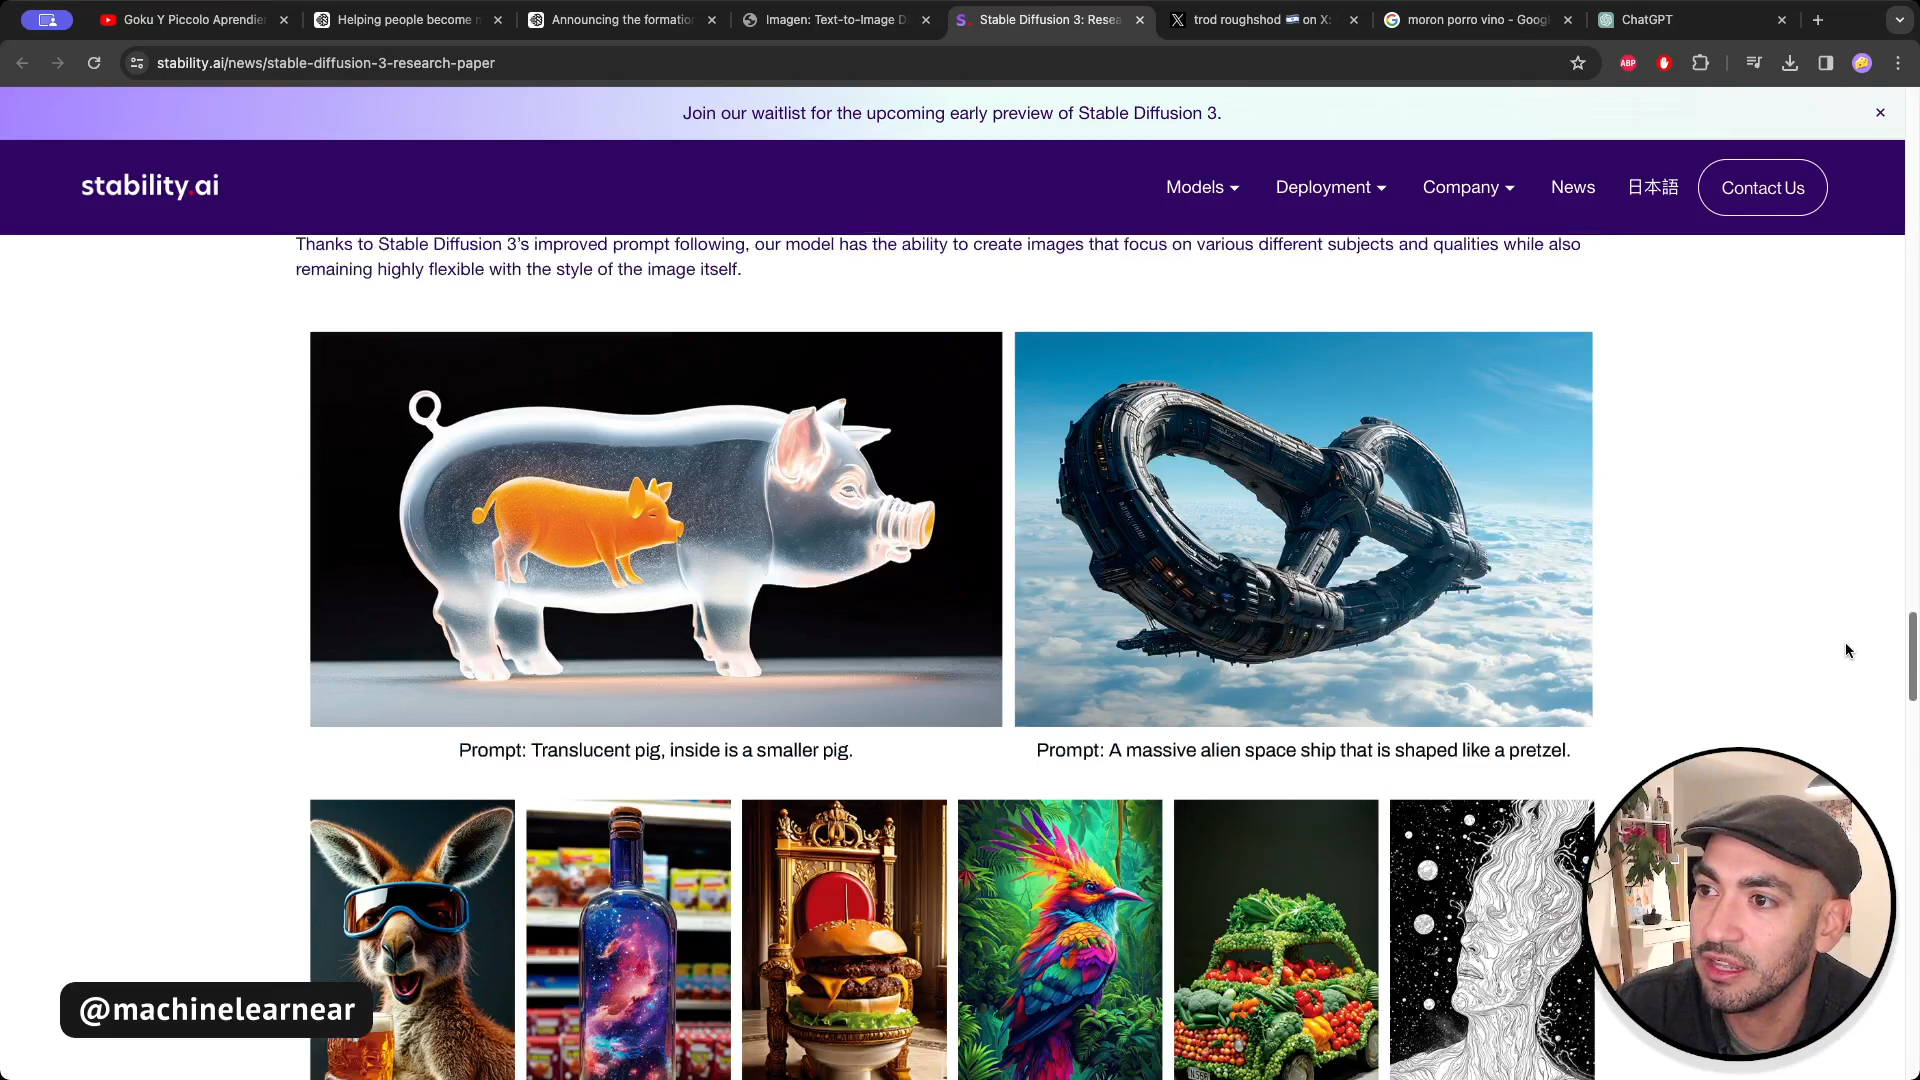 Goku Y Piccolo Aprendier
Helping people become m
Announcing the formation
Imagen: Text-to-Image D
Stable Diffusion 3: Resea
trod roughshod 🇮🇱 on X:
moron porro vino - Googl
ChatGPT
stability.ai/news/stable-diffusion-3-research-paper
ABP
Join our waitlist for the upcoming early preview of Stable Diffusion 3.
stability.ai
Models
Deployment
Company
News
日本語
Contact Us
Thanks to Stable Diffusion 3's improved prompt following, our model has the ability to create images that focus on various different subjects and qualities while also
remaining highly flexible with the style of the image itself.
Prompt: Translucent pig, inside is a smaller pig.
Prompt: A massive alien space ship that is shaped like a pretzel.
@machinelearnear